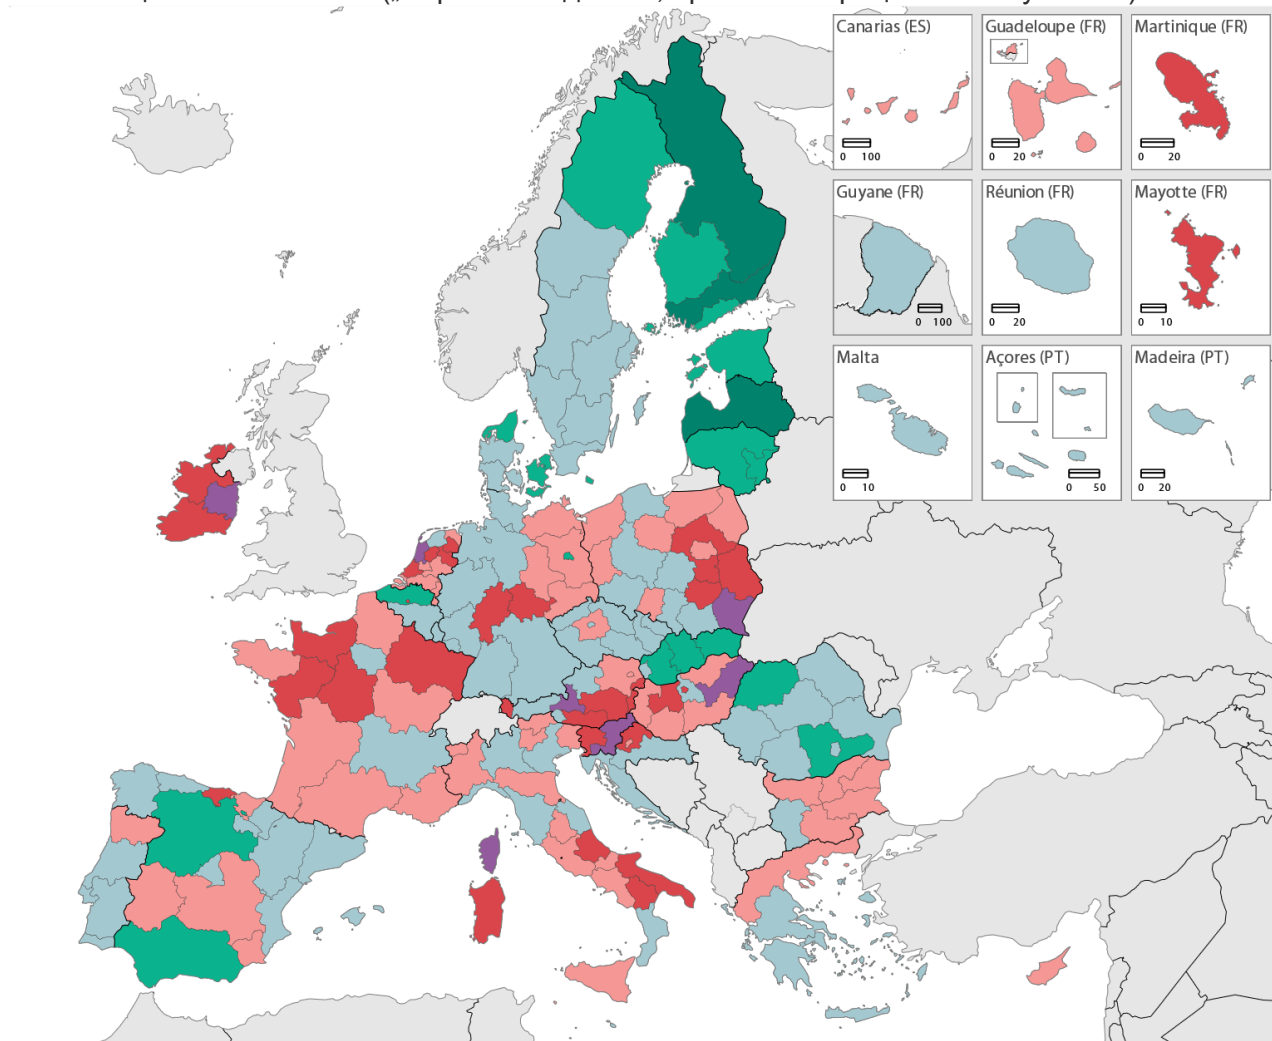 Canarias (ES)
0 100
Guadeloupe (FR)
0 20
Martinique (FR)
0 20
Guyane (FR)
0 100
Réunion (FR)
0 20
Mayotte (FR)
0 10
Malta
0 10
Açores (PT)
0 50
Madeira (PT)
0 20